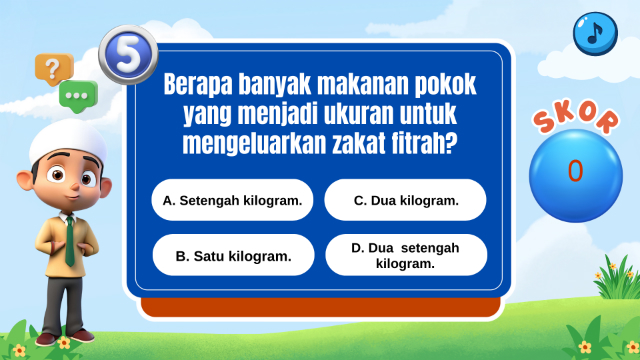 5
Berapa banyak makanan pokok
yang menjadi ukuran untuk
mengeluarkan zakat fitrah?
A. Setengah kilogram.
C. Dua kilogram.
B. Satu kilogram.
D. Dua setengah
kilogram.
SKOR
0
?